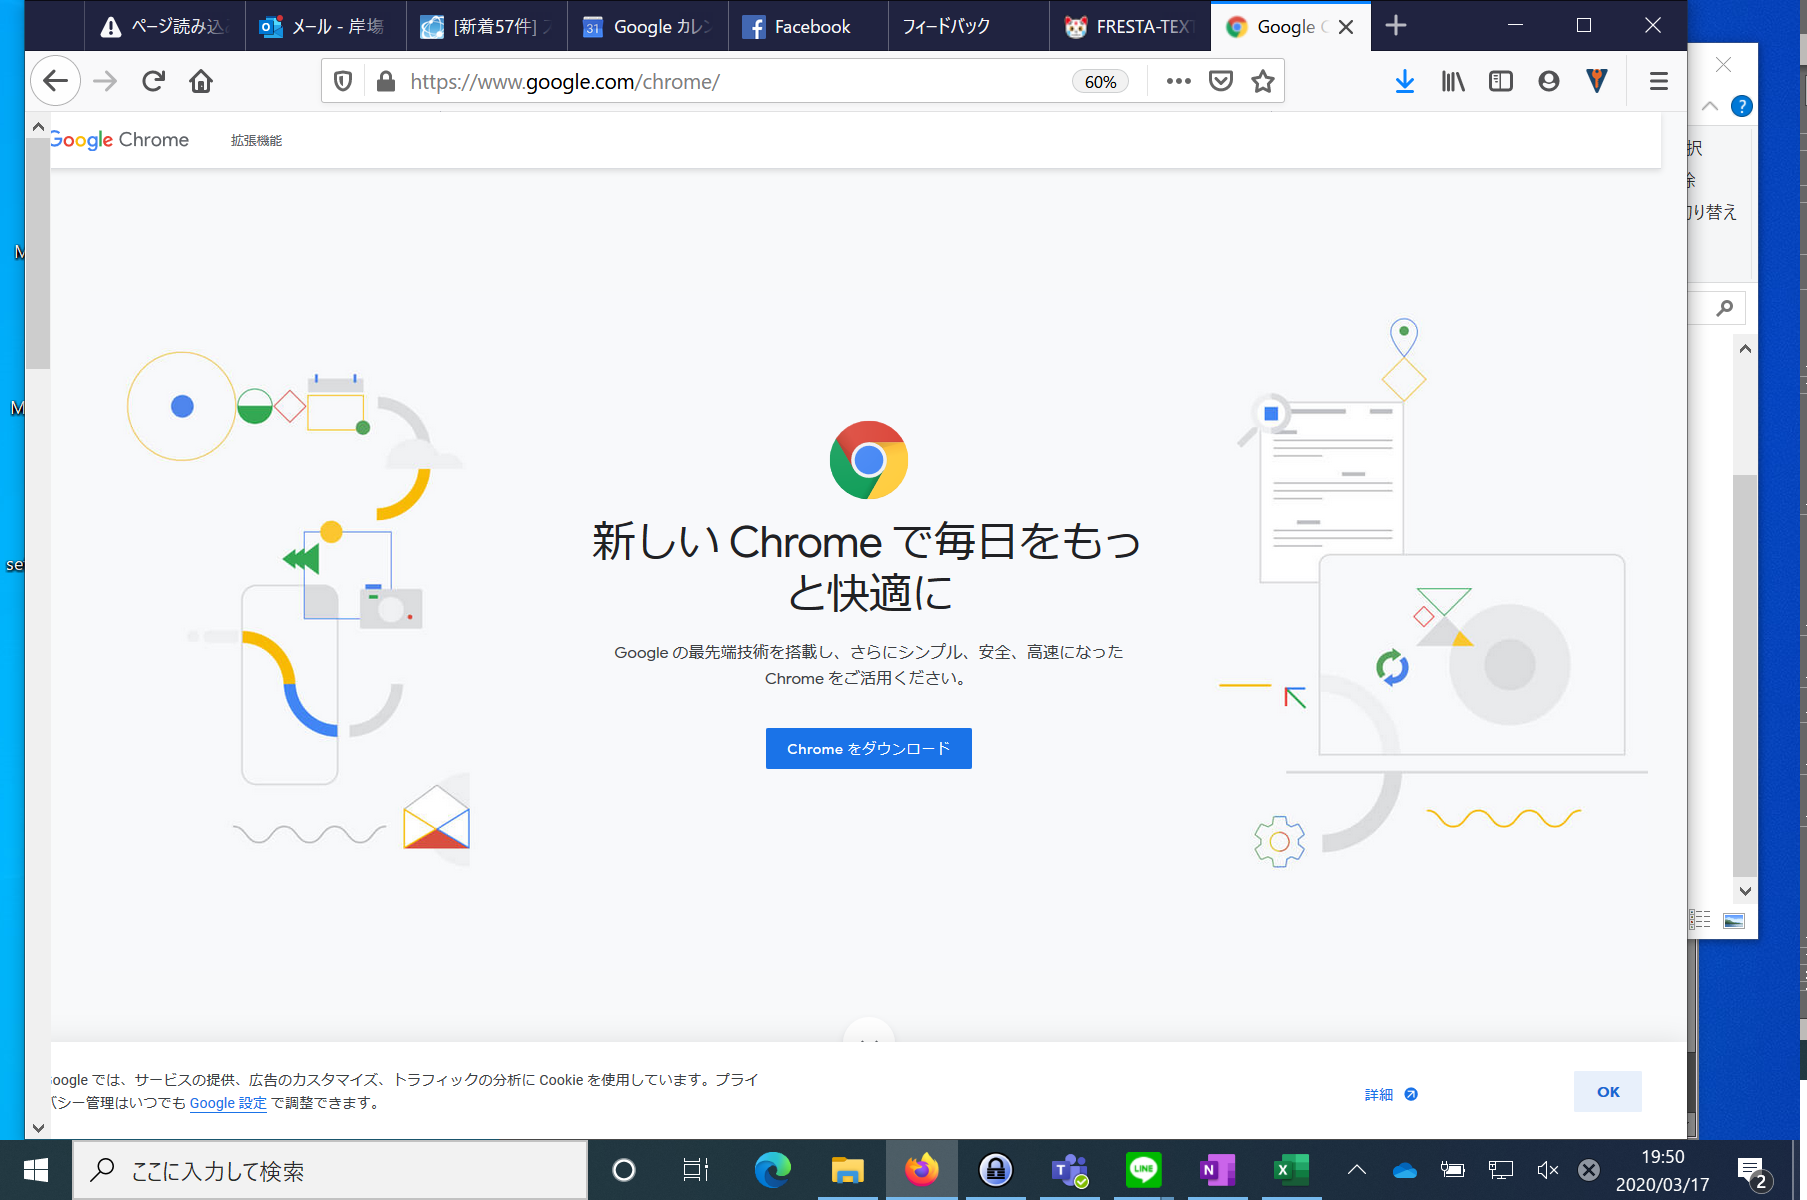 ページ読み込
メール - 岸場
[新着57件]
Google カレン
Facebook
フィードバック
FRESTA-TEXT
Google
https://www.google.com/chrome/
60%
Google Chrome
拡張機能
択
除
り替え
M
M
se
31
新しい Chrome で毎日をもっ
と快適に
Google の最先端技術を搭載し、さらにシンプル、安全、高速になった
Chrome をご活用ください。
Chrome をダウンロード
oogle では、サービスの提供、広告のカスタマイズ、トラフィックの分析に Cookie を使用しています。プライ
バシー管理はいつでも Google 設定 で調整できます。
詳細
OK
ここに入力して検索
LINE
19:50
2020/03/17
2